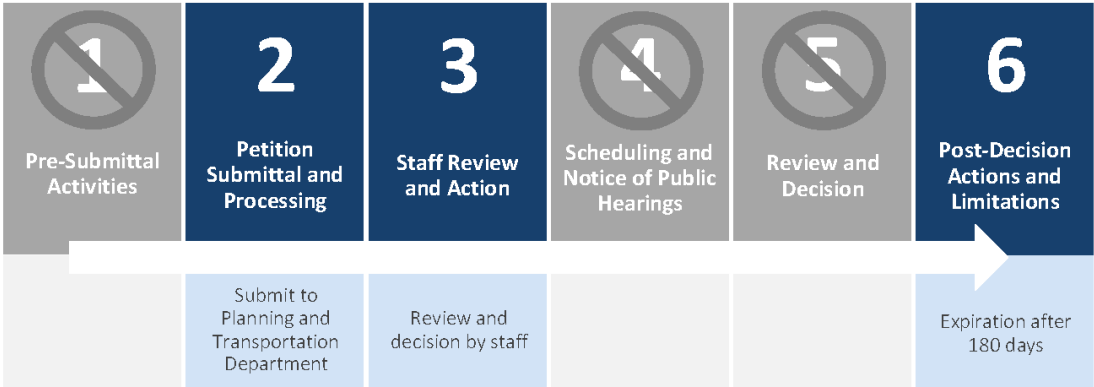 1
Pre-Submittal
Activities
2
Petition
Submittal and
Processing
3
Staff Review
and Action
4
Scheduling and
Notice of Public
Hearings
5
Review and
Decision
6
Post-Decision
Actions and
Limitations
Submit to
Planning and
Transportation
Department
Review and
decision by staff
Expiration after
180 days